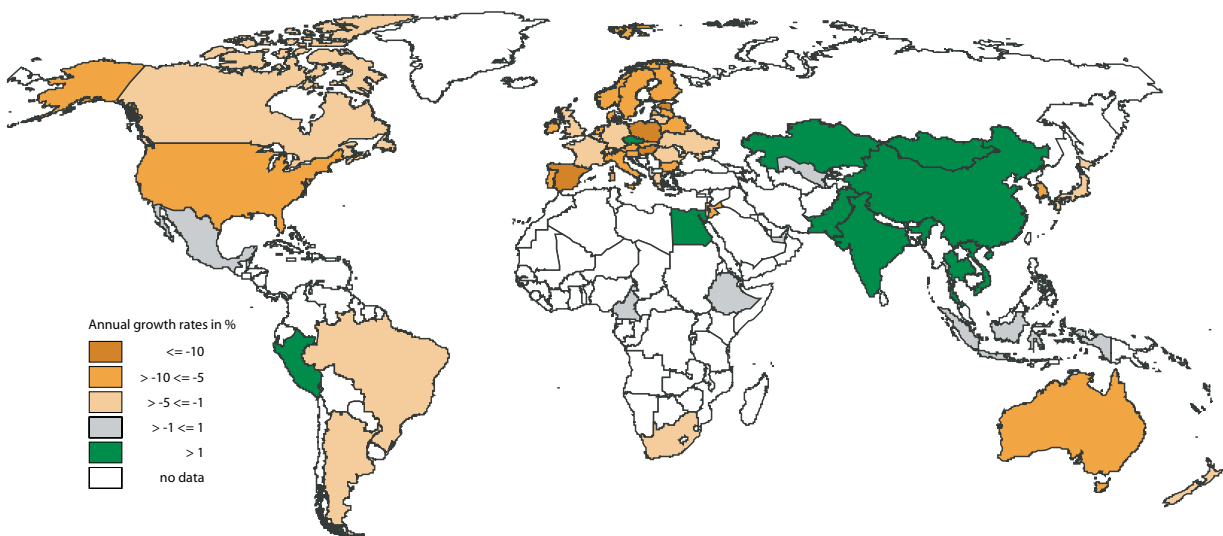 Annual growth rates in %
<= -10
> -10 <= -5
> -5 <= -1
> -1 <= 1
> 1
no data